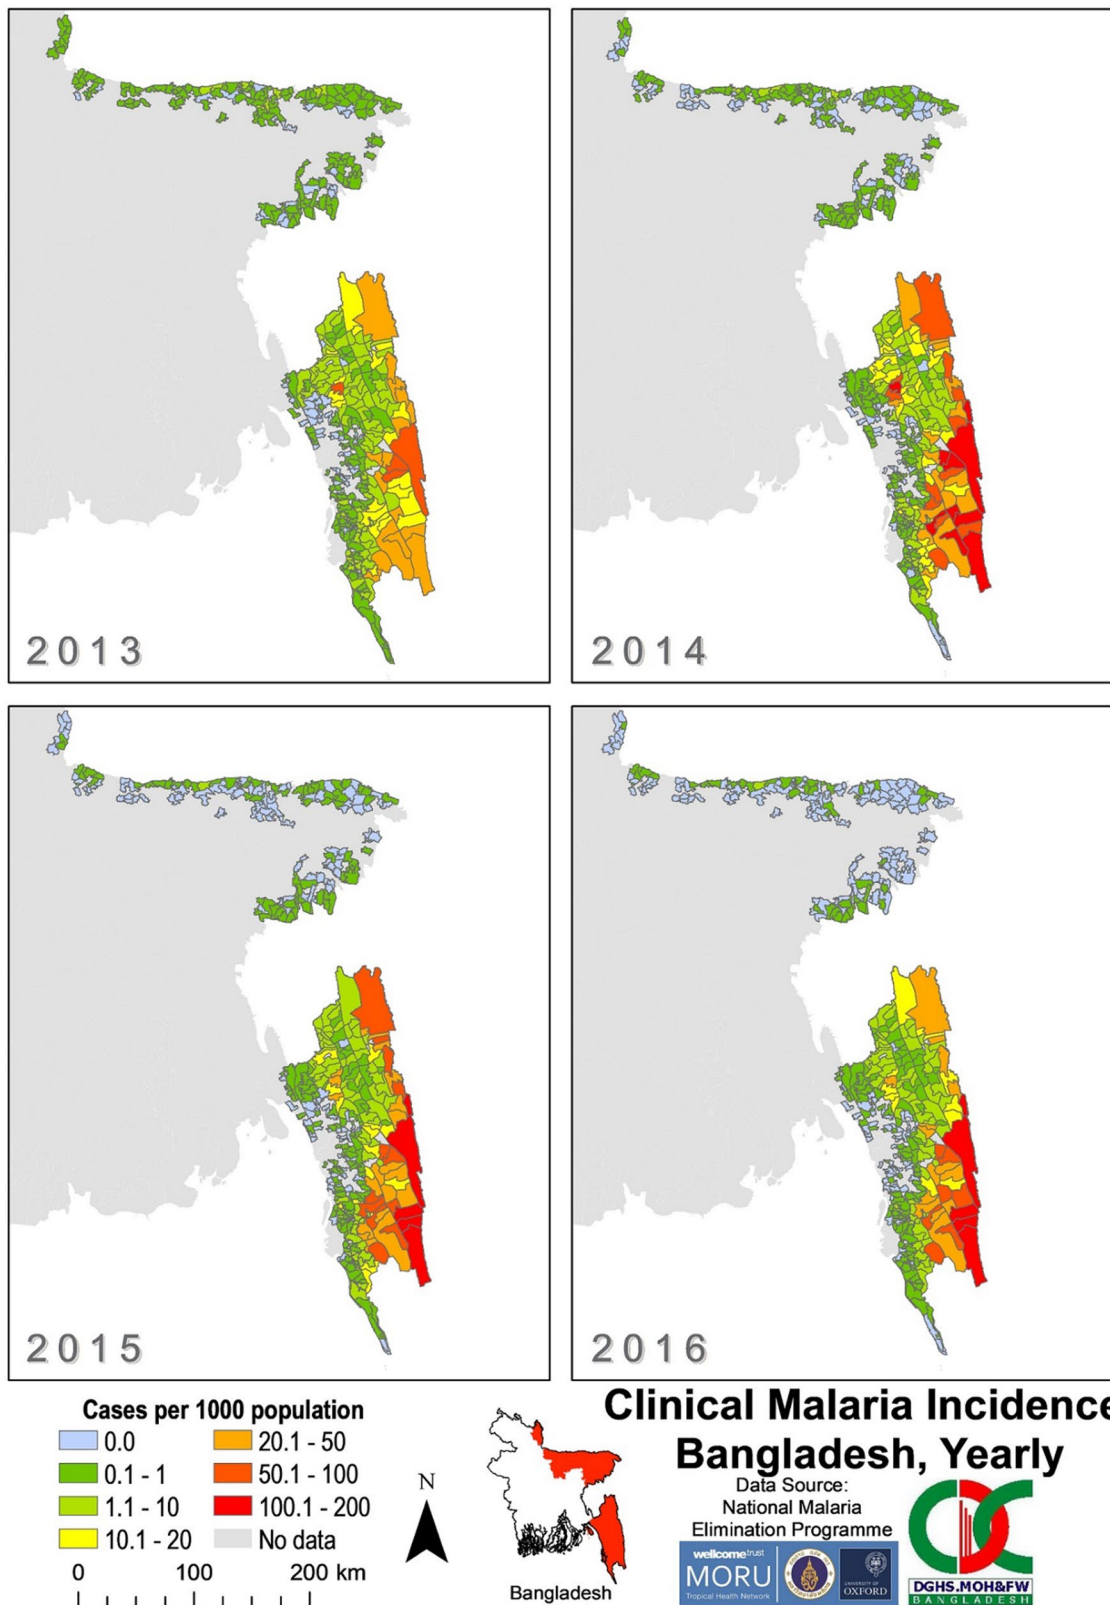 2013
2014
2015
2016
Cases per 1000 population
0.0
0.1 - 1
1.1 - 10
10.1 - 20
20.1 - 50
50.1 - 100
100.1 - 200
No data
0 100 200 km
N
Bangladesh
Clinical Malaria Incidence
Bangladesh, Yearly
Data Source:
National Malaria
Elimination Programme
wellcome trust
MORU
Tropical Health Network
UNIVERSITY OF
OXFORD
DGHS.MOH&FW
BANGLADESH